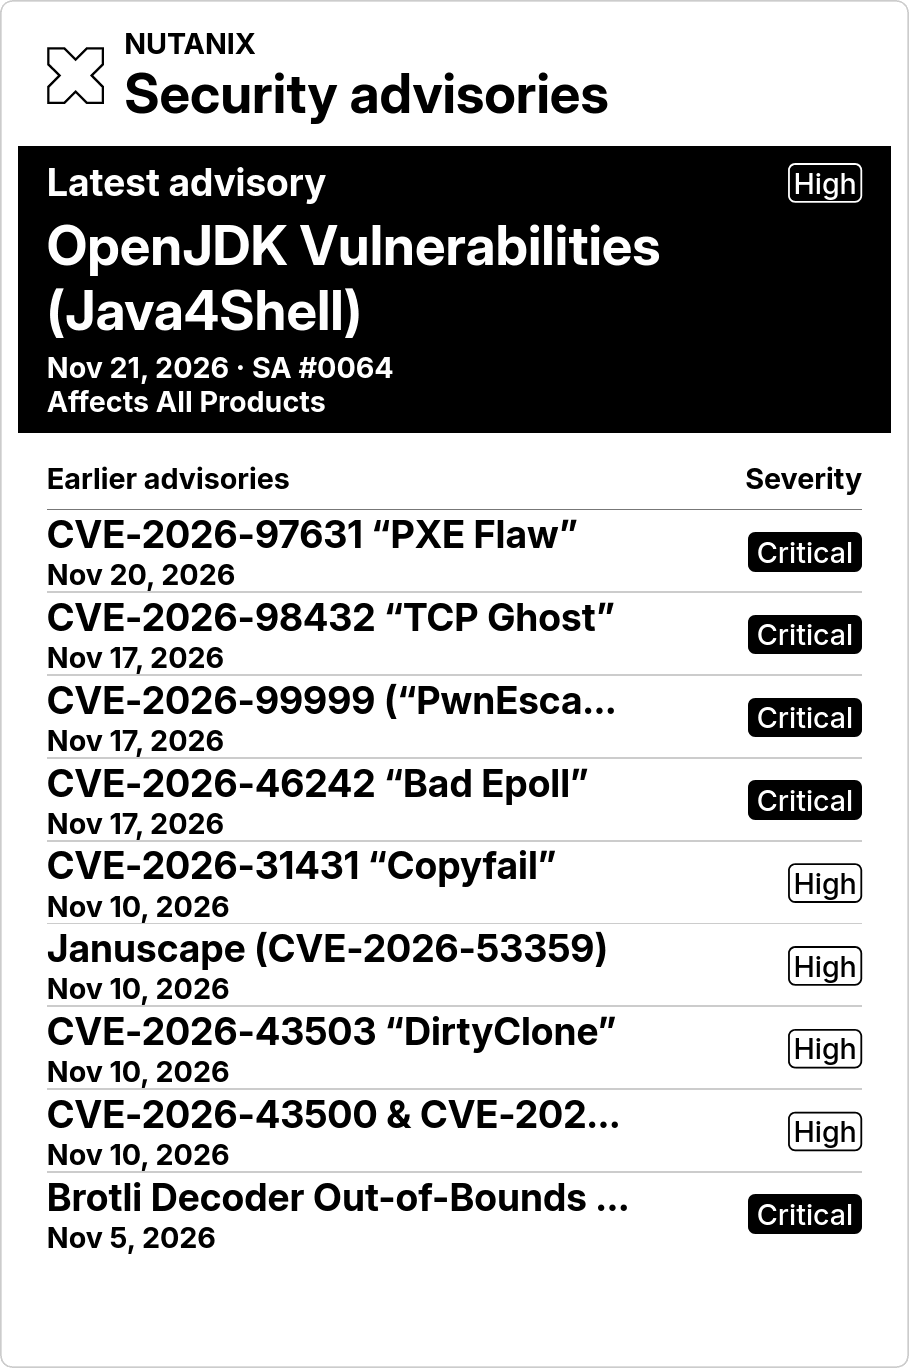 NUTANIX
Security advisories
Latest advisory
High
OpenJDK Vulnerabilities
(Java4Shell)
Nov 21, 2026 · SA #0064
Affects All Products
Earlier advisories
Severity
CVE-2026-97631 “PXE Flaw”
Critical
Nov 20, 2026
CVE-2026-98432 “TCP Ghost”
Critical
Nov 17, 2026
CVE-2026-99999 (“PwnEsca...
Critical
Nov 17, 2026
CVE-2026-46242 “Bad Epoll”
Critical
Nov 17, 2026
CVE-2026-31431 “Copyfail”
High
Nov 10, 2026
Januscape (CVE-2026-53359)
High
Nov 10, 2026
CVE-2026-43503 “DirtyClone”
High
Nov 10, 2026
CVE-2026-43500 & CVE-202...
High
Nov 10, 2026
Brotli Decoder Out-of-Bounds ...
Critical
Nov 5, 2026